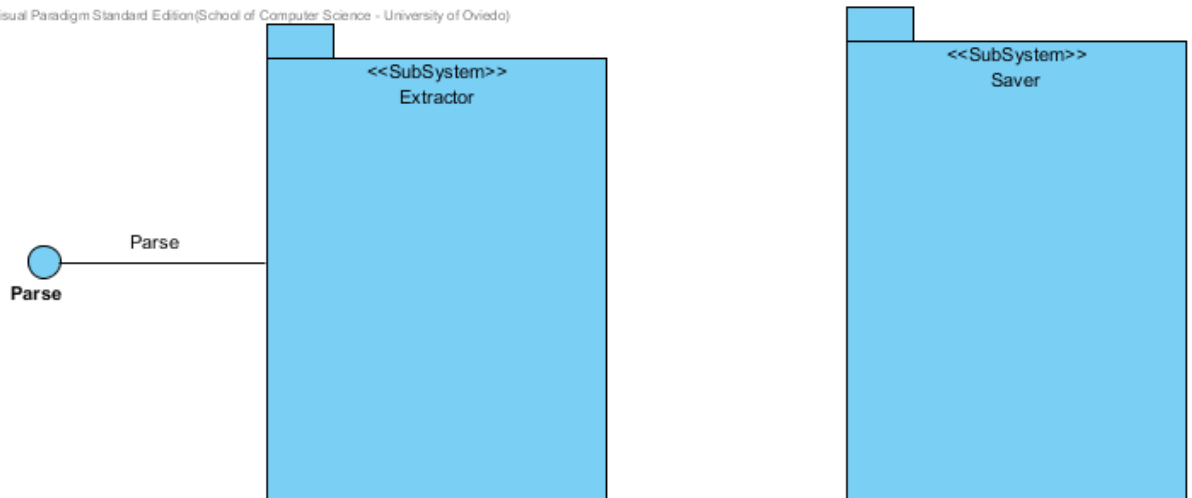 isual Paradigm Standard Edition(School of Computer Science - University of Oviedo)
<<SubSystem>>
Extractor
<<SubSystem>>
Saver
Parse
Parse